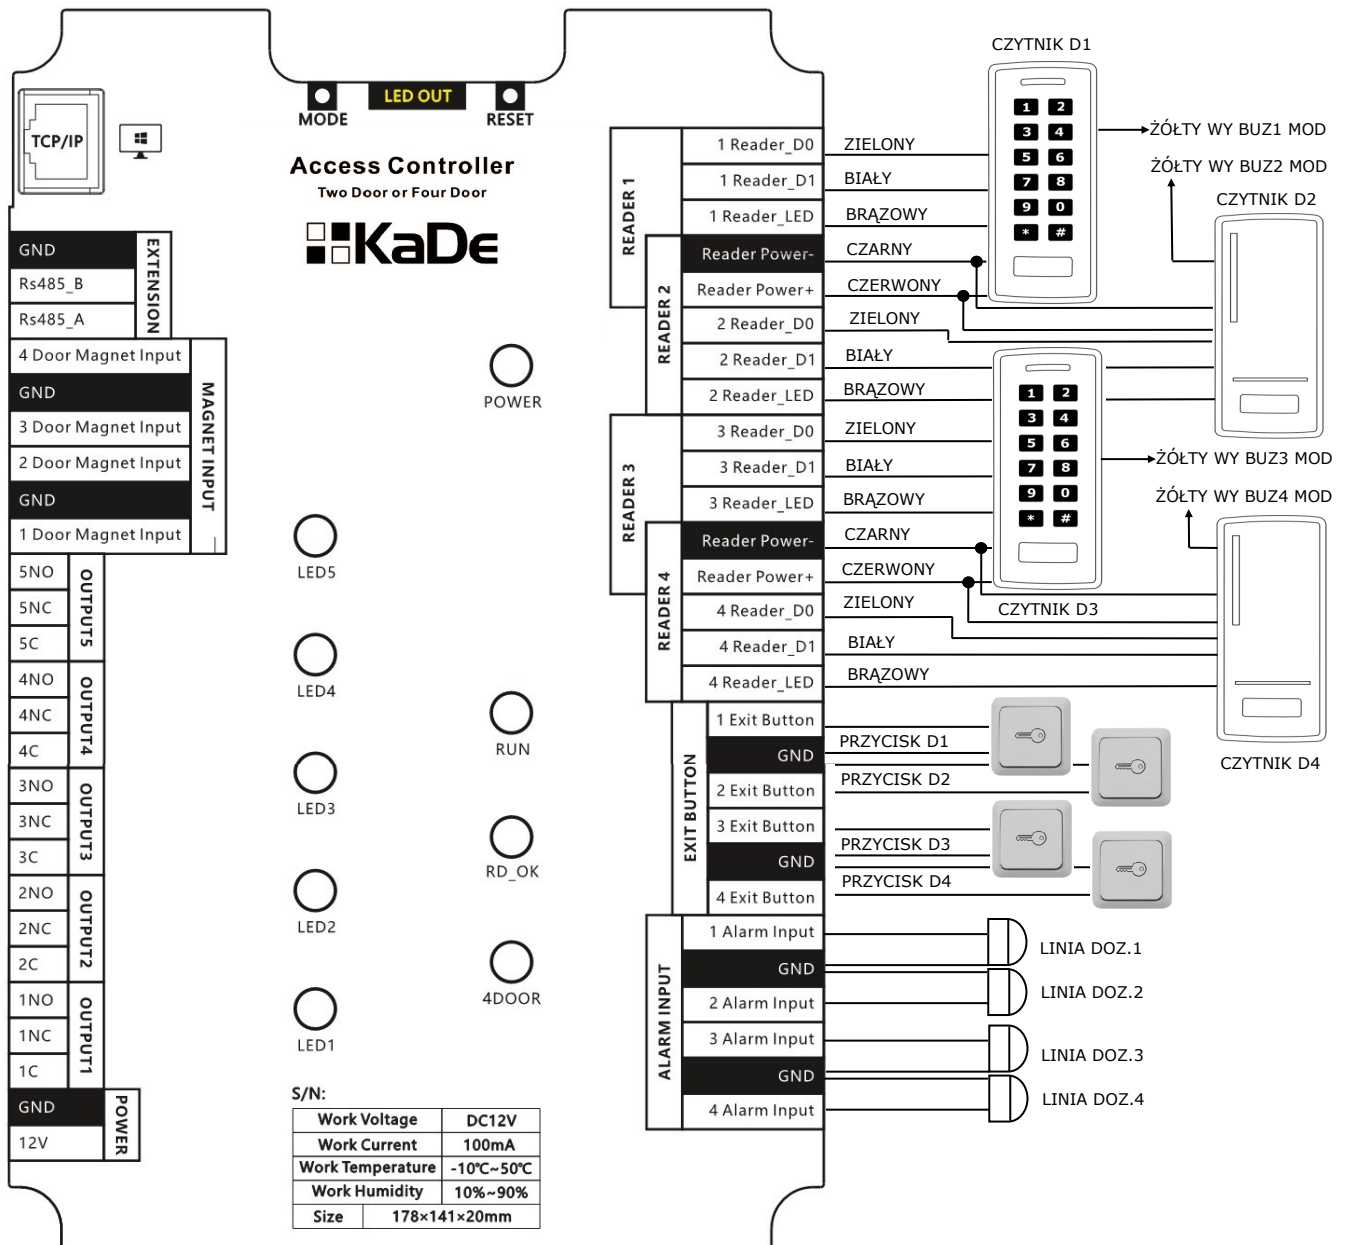 CZYTNIK D1
LED OUT
MODE
RESET
TCP/IP
Access Controller
Two Door or Four Door
KaDe
ŻÓŁTY WY BUZ1 MOD
ŻÓŁTY WY BUZ2 MOD
CZYTNIK D2
1 2
3 4
5 6
7 8
9 0
* #
EXTENSION
GND
Rs485_B
Rs485_A
MAGNET INPUT
4 Door Magnet Input
GND
3 Door Magnet Input
2 Door Magnet Input
GND
1 Door Magnet Input
OUTPUT5
5NO
5NC
5C
OUTPUT4
4NO
4NC
4C
OUTPUT3
3NO
3NC
3C
OUTPUT2
2NO
2NC
2C
OUTPUT1
1NO
1NC
1C
POWER
GND
12V
POWER
LED5
LED4
RUN
LED3
RD_OK
LED2
4DOOR
LED1
S/N:
Work Voltage DC12V
Work Current 100mA
Work Temperature -10℃~50℃
Work Humidity 10%~90%
Size 178×141×20mm
READER 1
1 Reader_D0 ZIELONY
1 Reader_D1 BIAŁY
1 Reader_LED BRĄZOWY
READER 2
Reader Power- CZARNY
Reader Power+ CZERWONY
2 Reader_D0 ZIELONY
2 Reader_D1 BIAŁY
2 Reader_LED BRĄZOWY
READER 3
3 Reader_D0 ZIELONY
3 Reader_D1 BIAŁY
3 Reader_LED BRĄZOWY
READER 4
Reader Power- CZARNY
Reader Power+ CZERWONY
4 Reader_D0 ZIELONY
4 Reader_D1 BIAŁY
4 Reader_LED BRĄZOWY
1 2
3 4
5 6
7 8
9 0
* #
ŻÓŁTY WY BUZ3 MOD
ŻÓŁTY WY BUZ4 MOD
CZYTNIK D3
CZYTNIK D4
EXIT BUTTON
1 Exit Button
PRZYCISK D1
GND
PRZYCISK D2
2 Exit Button
3 Exit Button
PRZYCISK D3
GND
PRZYCISK D4
4 Exit Button
ALARM INPUT
1 Alarm Input
LINIA DOZ.1
GND
LINIA DOZ.2
2 Alarm Input
3 Alarm Input
LINIA DOZ.3
GND
LINIA DOZ.4
4 Alarm Input